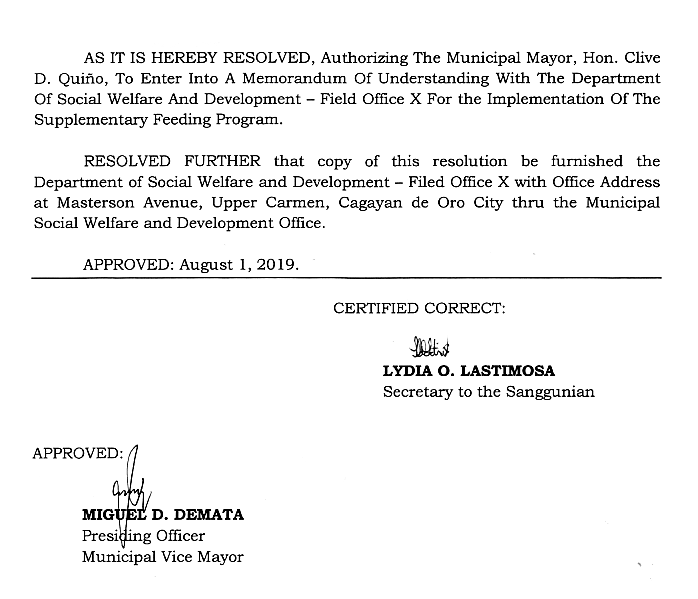 AS IT IS HEREBY RESOLVED, Authorizing The Municipal Mayor, Hon. Clive
D. Quiño, To Enter Into A Memorandum Of Understanding With The Department
Of Social Welfare And Development – Field Office X For the Implementation Of The
Supplementary Feeding Program.
RESOLVED FURTHER that copy of this resolution be furnished the
Department of Social Welfare and Development – Filed Office X with Office Address
at Masterson Avenue, Upper Carmen, Cagayan de Oro City thru the Municipal
Social Welfare and Development Office.
APPROVED: August 1, 2019.
CERTIFIED CORRECT:
LYDIA O. LASTIMOSA
Secretary to the Sanggunian
APPROVED:
MIGUEL D. DEMATA
Presiding Officer
Municipal Vice Mayor